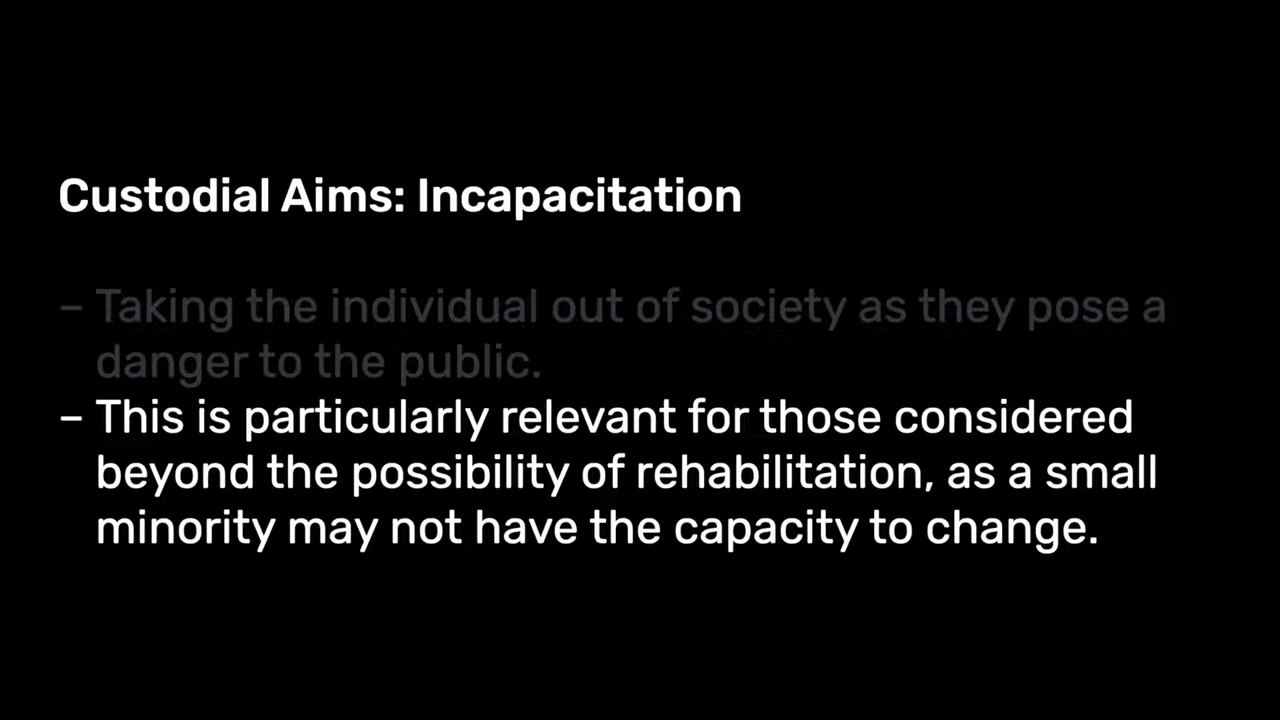 Custodial Aims: Incapacitation
– Taking the individual out of society as they pose a
danger to the public.
– This is particularly relevant for those considered
beyond the possibility of rehabilitation, as a small
minority may not have the capacity to change.